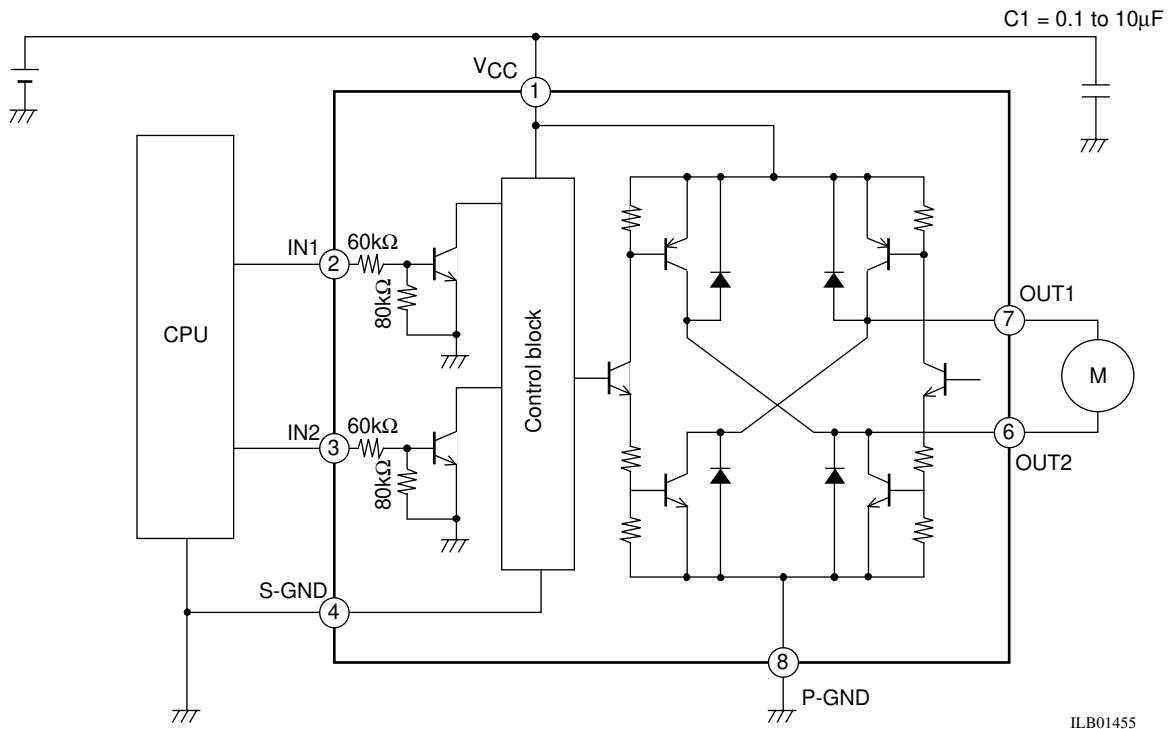 C1 = 0.1 to 10μF
VCC
1
IN1
2
60kΩ
80kΩ
CPU
Control block
OUT1
7
M
IN2
3
60kΩ
80kΩ
6
OUT2
S-GND
4
8
P-GND
ILB01455